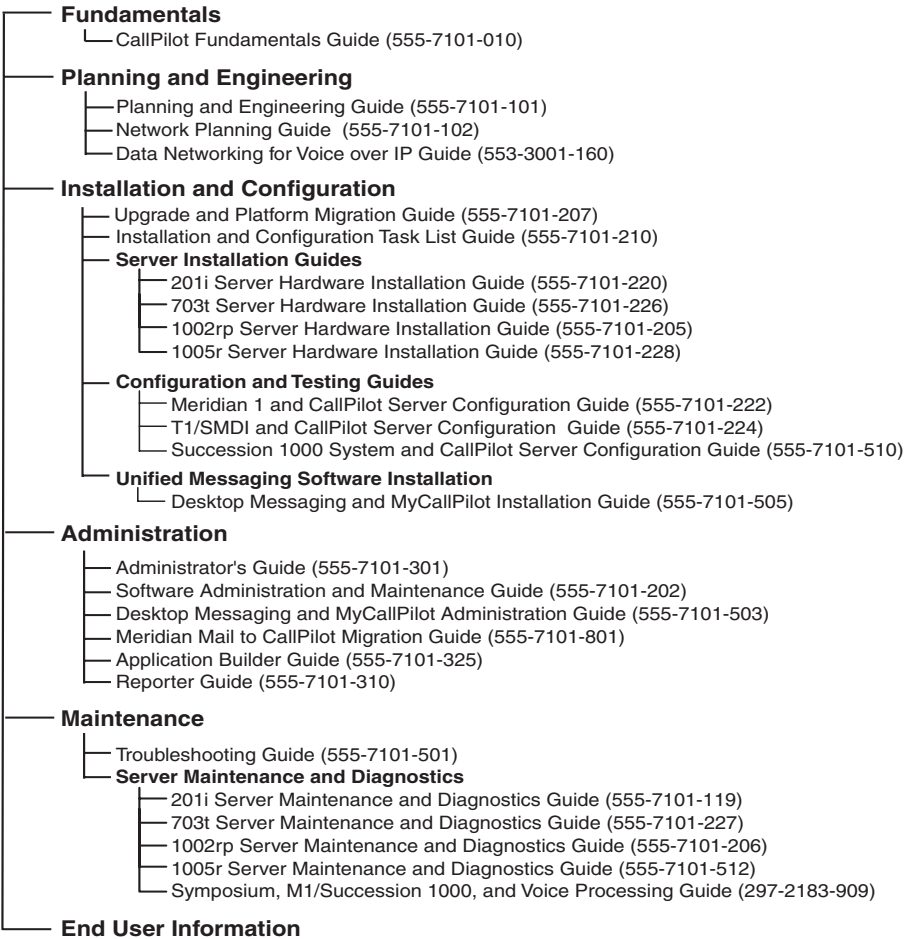 Fundamentals
CallPilot Fundamentals Guide (555-7101-010)
Planning and Engineering
Planning and Engineering Guide (555-7101-101)
Network Planning Guide (555-7101-102)
Data Networking for Voice over IP Guide (553-3001-160)
Installation and Configuration
Upgrade and Platform Migration Guide (555-7101-207)
Installation and Configuration Task List Guide (555-7101-210)
Server Installation Guides
201i Server Hardware Installation Guide (555-7101-220)
703t Server Hardware Installation Guide (555-7101-226)
1002rp Server Hardware Installation Guide (555-7101-205)
1005r Server Hardware Installation Guide (555-7101-228)
Configuration and Testing Guides
Meridian 1 and CallPilot Server Configuration Guide (555-7101-222)
T1/SMDI and CallPilot Server Configuration Guide (555-7101-224)
Succession 1000 System and CallPilot Server Configuration Guide (555-7101-510)
Unified Messaging Software Installation
Desktop Messaging and MyCallPilot Installation Guide (555-7101-505)
Administration
Administrator's Guide (555-7101-301)
Software Administration and Maintenance Guide (555-7101-202)
Desktop Messaging and MyCallPilot Administration Guide (555-7101-503)
Meridian Mail to CallPilot Migration Guide (555-7101-801)
Application Builder Guide (555-7101-325)
Reporter Guide (555-7101-310)
Maintenance
Troubleshooting Guide (555-7101-501)
Server Maintenance and Diagnostics
201i Server Maintenance and Diagnostics Guide (555-7101-119)
703t Server Maintenance and Diagnostics Guide (555-7101-227)
1002rp Server Maintenance and Diagnostics Guide (555-7101-206)
1005r Server Maintenance and Diagnostics Guide (555-7101-512)
Symposium, M1/Succession 1000, and Voice Processing Guide (297-2183-909)
End User Information